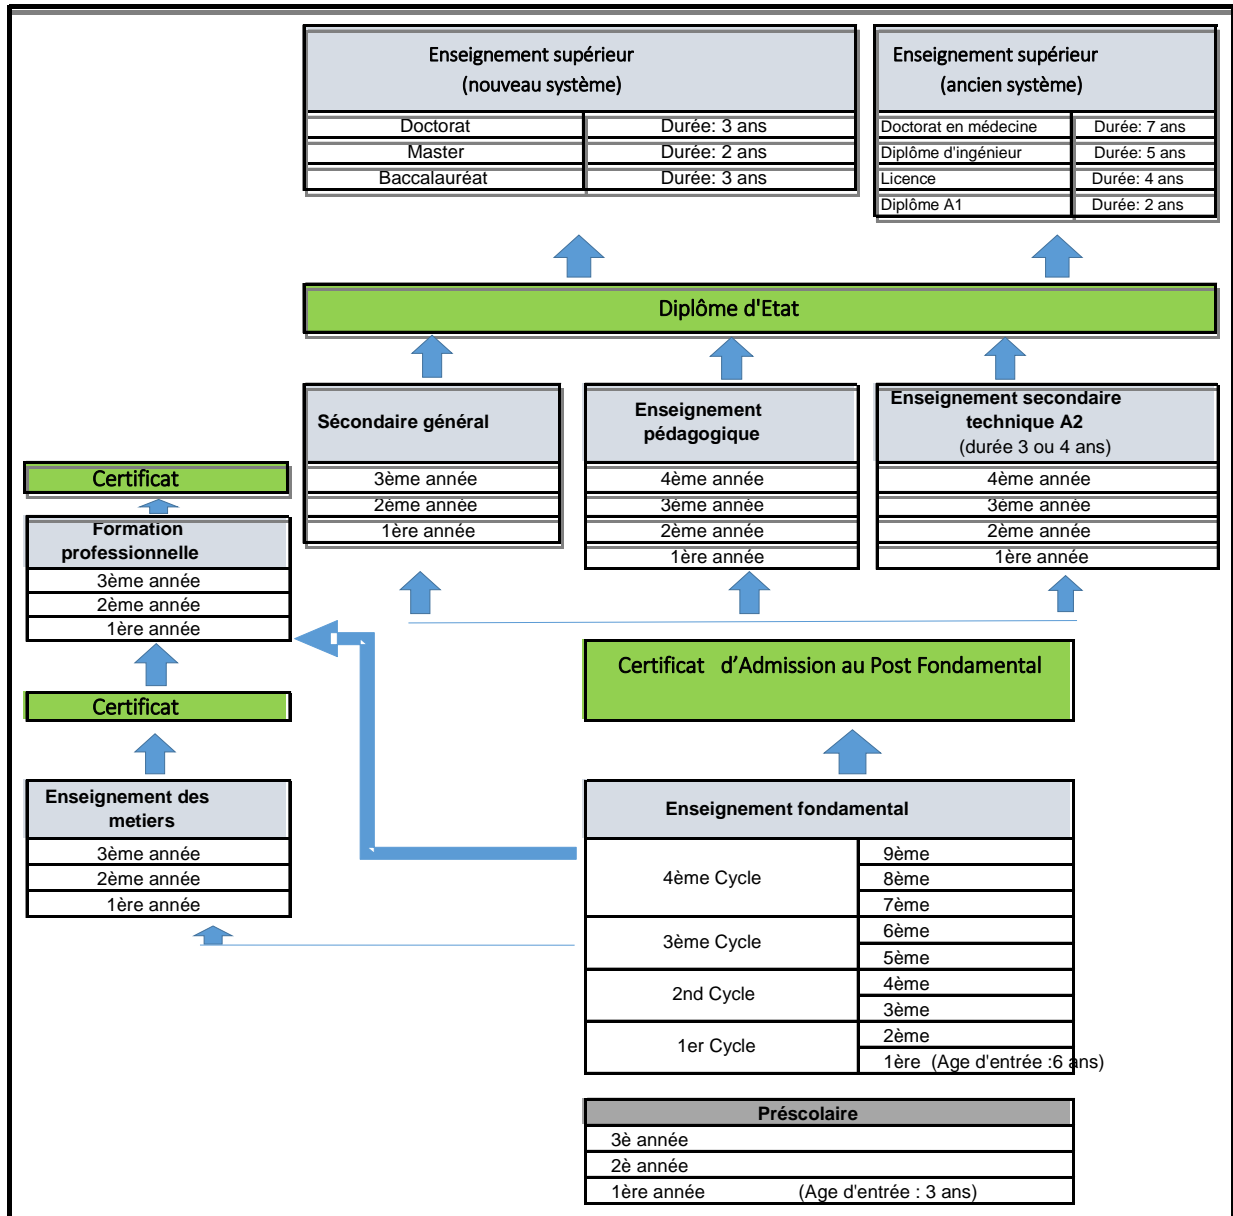 Enseignement supérieur
(nouveau système)
Doctorat Durée: 3 ans
Master Durée: 2 ans
Baccalauréat Durée: 3 ans
Enseignement supérieur
(ancien système)
Doctorat en médecine Durée: 7 ans
Diplôme d'ingénieur Durée: 5 ans
Licence Durée: 4 ans
Diplôme A1 Durée: 2 ans
Diplôme d'Etat
Sécondaire général
3ème année
2ème année
1ère année
Enseignement
pédagogique
4ème année
3ème année
2ème année
1ère année
Enseignement secondaire
technique A2
(durée 3 ou 4 ans)
4ème année
3ème année
2ème année
1ère année
Certificat
Formation
professionnelle
3ème année
2ème année
1ère année
Certificat
Enseignement des
metiers
3ème année
2ème année
1ère année
Certificat d’Admission au Post Fondamental
Enseignement fondamental
4ème Cycle
9ème
8ème
7ème
3ème Cycle
6ème
5ème
2nd Cycle
4ème
3ème
1er Cycle
2ème
1ère (Age d'entrée :6 ans)
Préscolaire
3è année
2è année
1ère année (Age d'entrée : 3 ans)